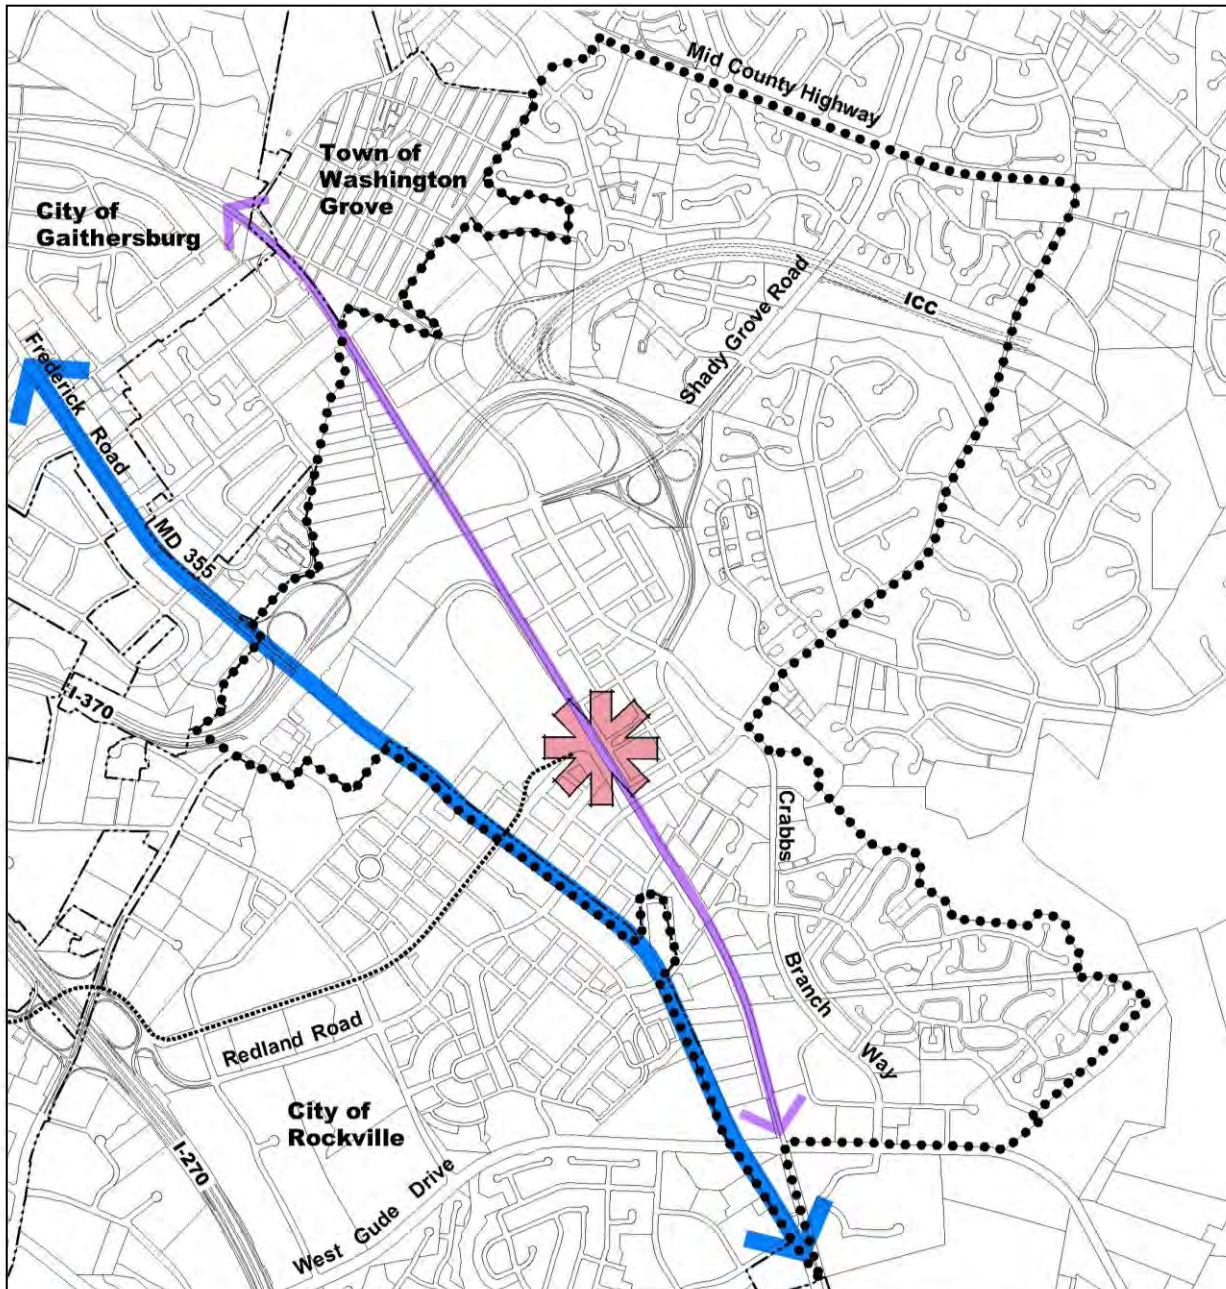 Mid County Highway
Town of
Washington
Grove
City of
Gaithersburg
ICC
Shady Grove Road
Frederick Road
MD 355
I-370
Crabbs
Branch
Way
Redland Road
City of
Rockville
I-270
West Gude Drive